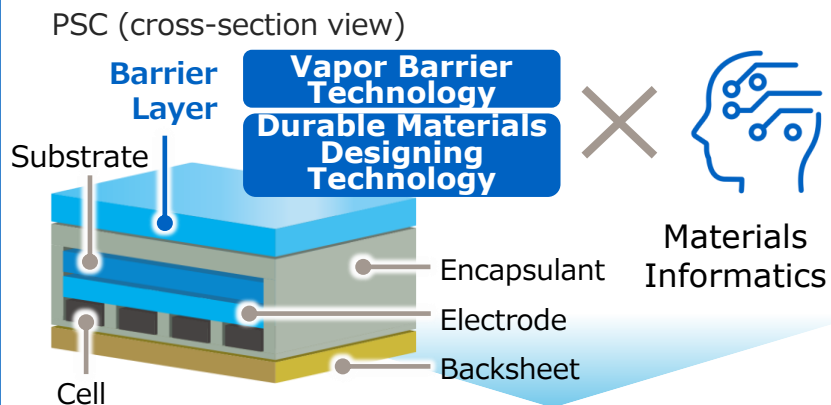 PSC (cross-section view)
Barrier
Layer
Vapor Barrier
Technology
Durable Materials
Designing
Technology
Substrate
Materials
Informatics
Encapsulant
Electrode
Backsheet
Cell